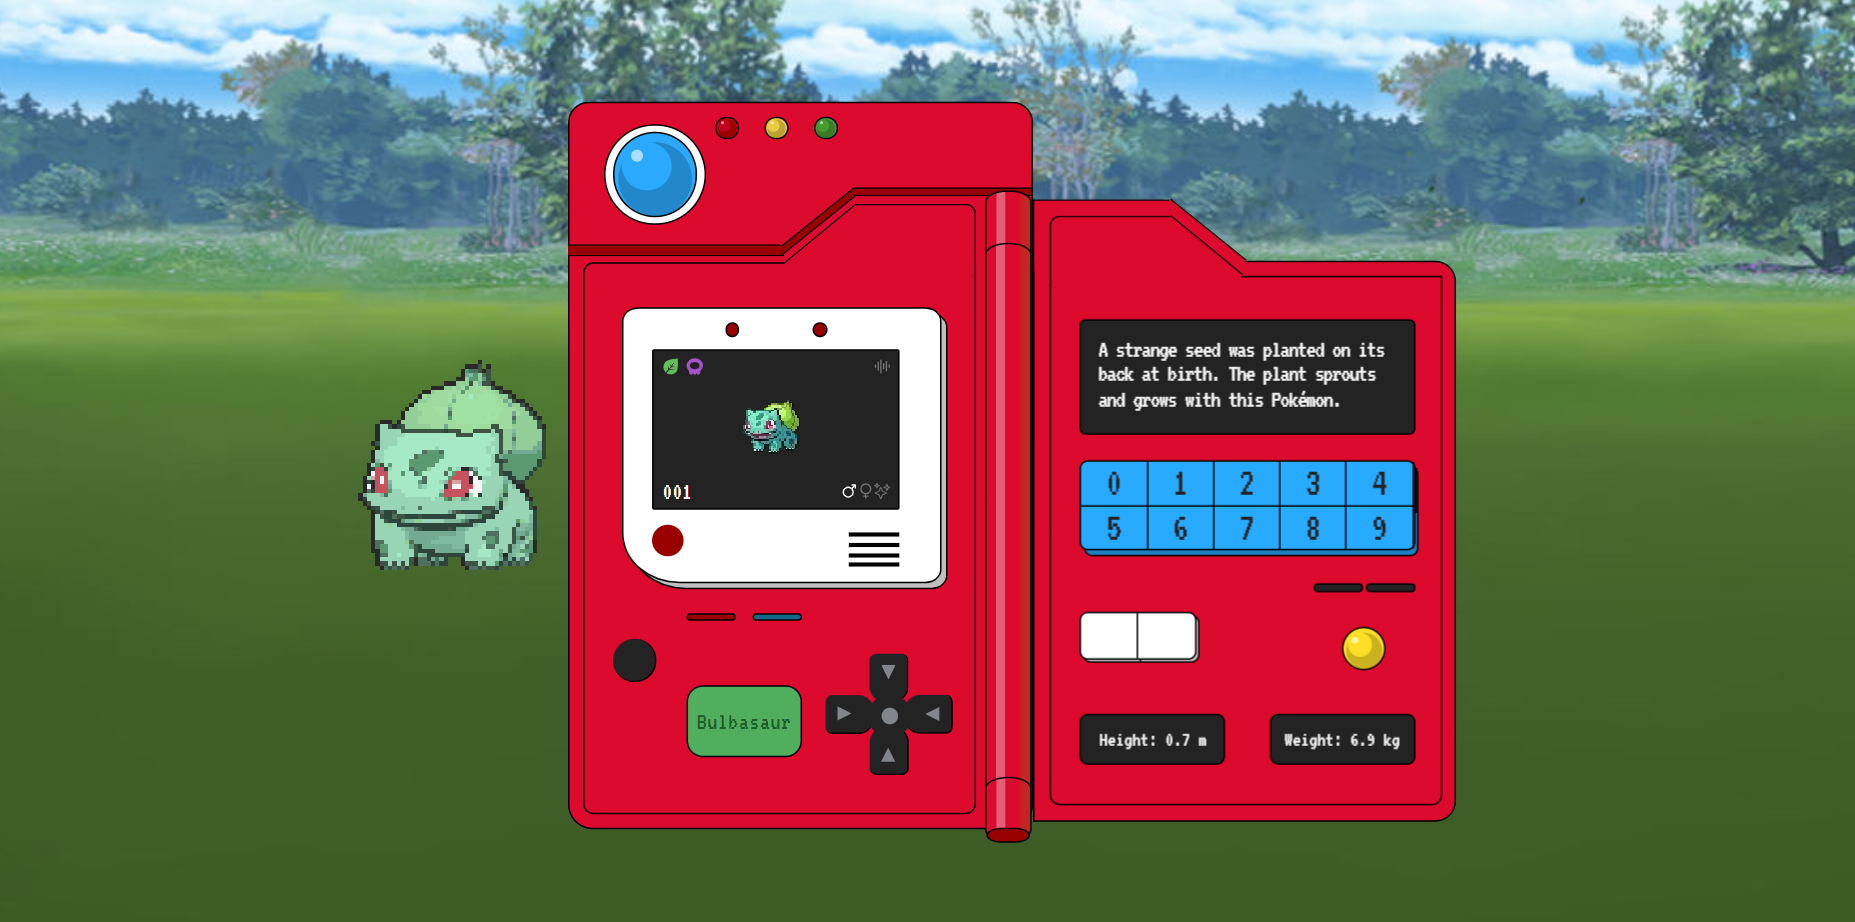 001
Bulbasaur
A strange seed was planted on its
back at birth. The plant sprouts
and grows with this Pokémon.
0 1 2 3 4
5 6 7 8 9
Height: 0.7 m
Weight: 6.9 kg